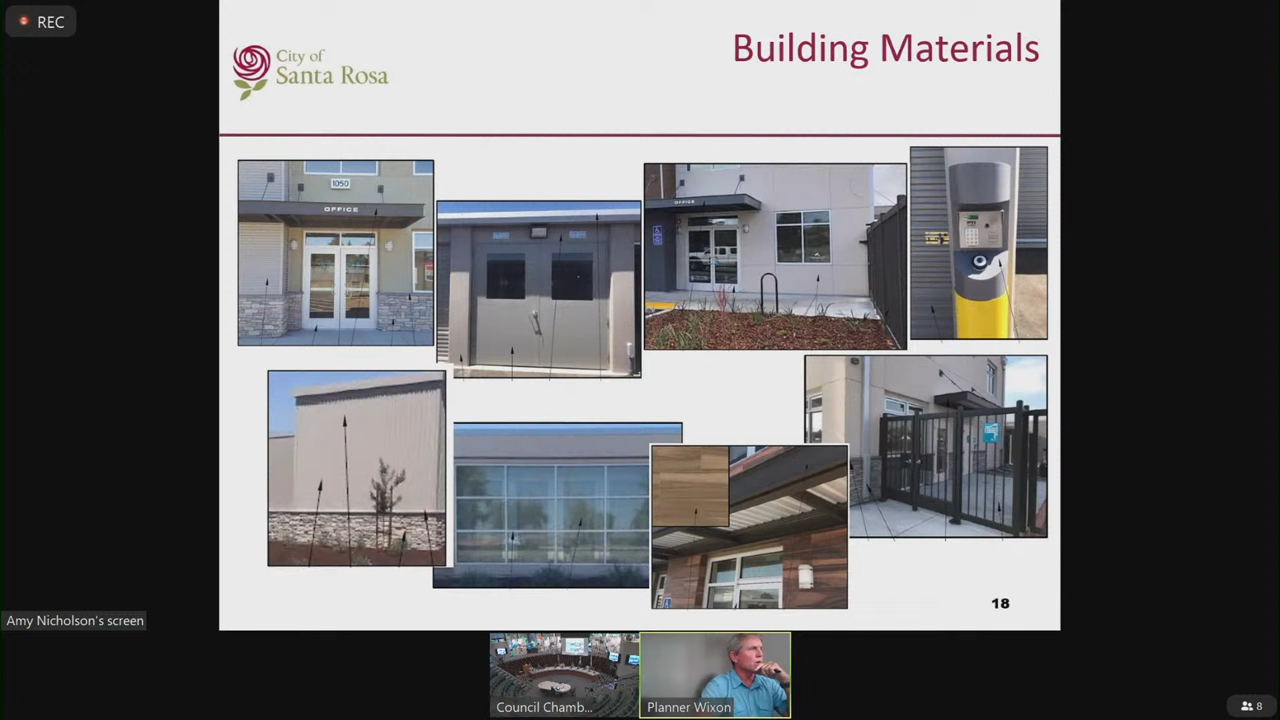 REC
City of
Santa Rosa
Building Materials
1050
OFFICE
OFFICE
18
Amy Nicholson's screen
Council Chamb...
Planner Wixon
8